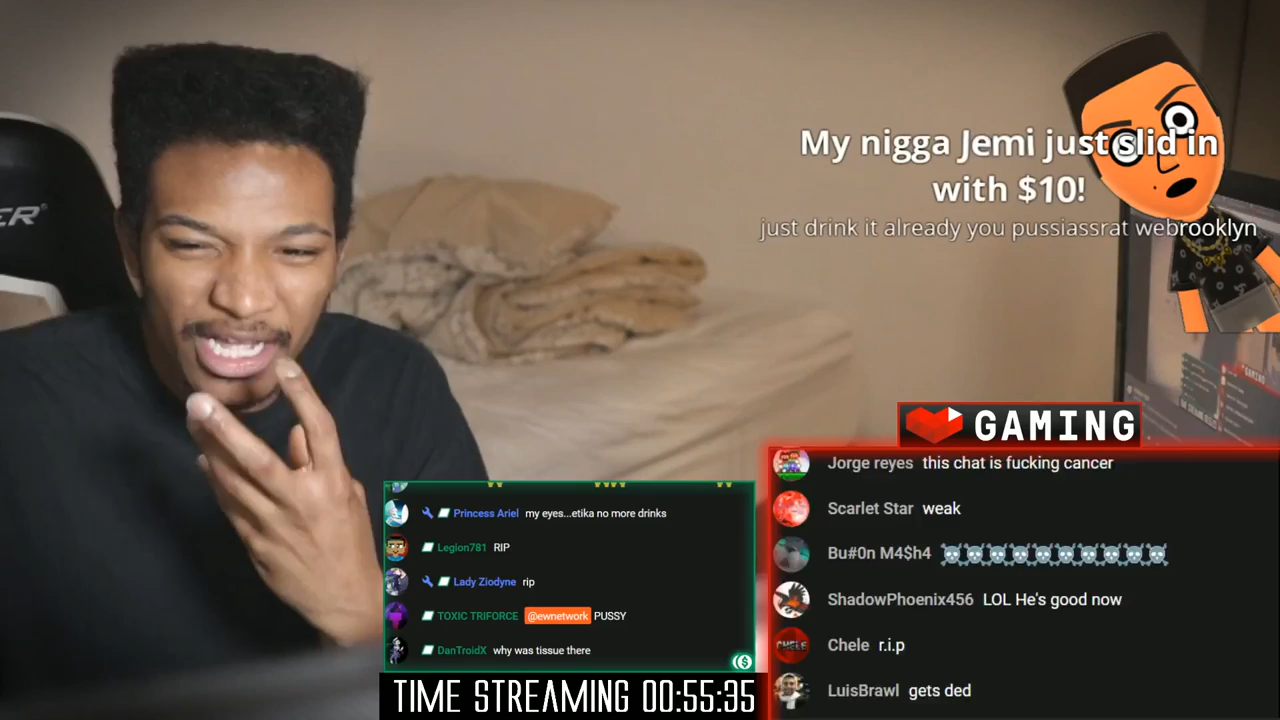 ER
My nigga Jemi just slid in
with $10!
just drink it already you pussiassrat webrooklyn
GAMING
Jorge reyes this chat is fucking cancer
Scarlet Star weak
Bu#0n M4$h4 ☠☠☠☠☠☠☠☠☠☠
ShadowPhoenix456 LOL He's good now
CHELE Chele r.i.p
LuisBrawl gets ded
Princess Ariel my eyes...etika no more drinks
Legion781 RIP
Lady Ziodyne rip
TOXIC TRIFORCE @ewnetwork PUSSY
DanTroidX why was tissue there
TIME STREAMING 00:55:35